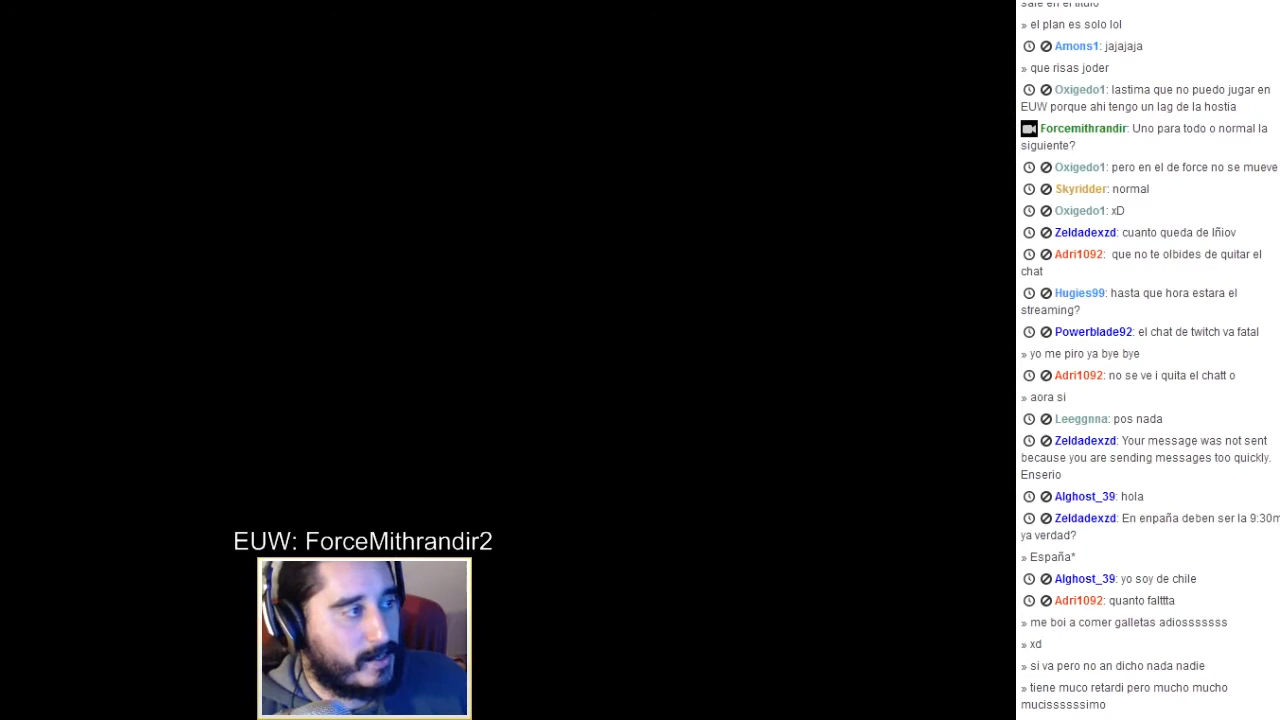 sale en el titulo
» el plan es solo lol
Amons1: jajajaja
» que risas joder
Oxigedo1: lastima que no puedo jugar en
EUW porque ahi tengo un lag de la hostia
Forcemithrandir: Uno para todo o normal la
siguiente?
Oxigedo1: pero en el de force no se mueve
Skyridder: normal
Oxigedo1: xD
Zeldadexzd: cuanto queda de lñiov
Adri1092: que no te olbides de quitar el
chat
Hugies99: hasta que hora estara el
streaming?
Powerblade92: el chat de twitch va fatal
» yo me piro ya bye bye
Adri1092: no se ve i quita el chatt o
» aora si
Leeggnna: pos nada
Zeldadexzd: Your message was not sent
because you are sending messages too quickly.
Enserio
Alghost_39: hola
Zeldadexzd: En enpaña deben ser la 9:30m
ya verdad?
» España*
Alghost_39: yo soy de chile
Adri1092: quanto falttta
» me boi a comer galletas adiosssssss
» xd
» si va pero no an dicho nada nadie
» tiene muco retardi pero mucho mucho
mucissssssimo
EUW: ForceMithrandir2